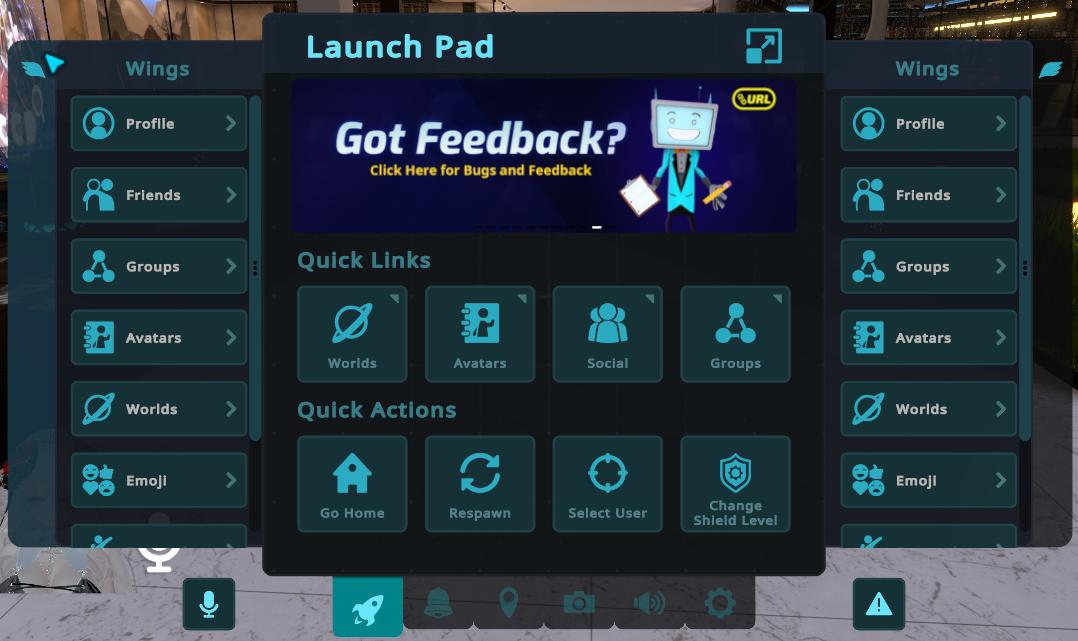 Launch Pad
Wings
Profile
Friends
Groups
Avatars
Worlds
Emoji
URL
Got Feedback?
Click Here for Bugs and Feedback
Quick Links
Worlds
Avatars
Social
Groups
Quick Actions
Go Home
Respawn
Select User
Change
Shield Level
Wings
Profile
Friends
Groups
Avatars
Worlds
Emoji